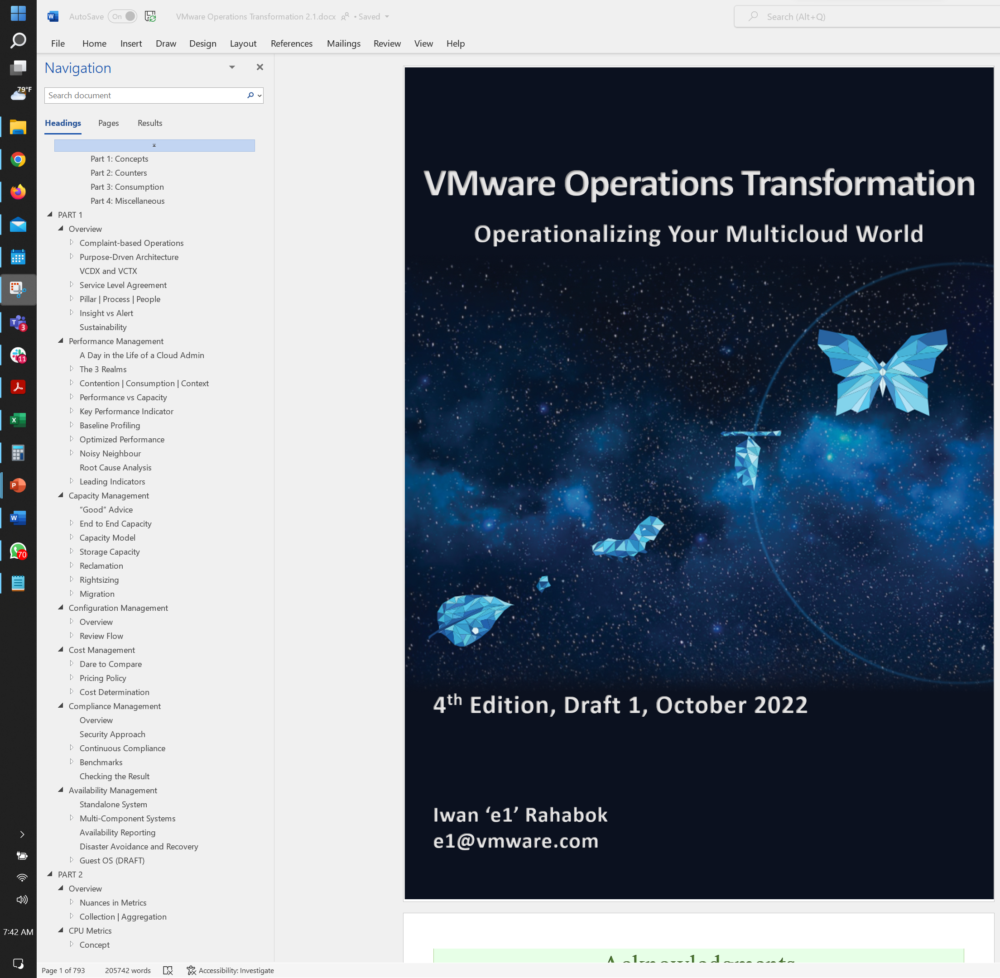 AutoSave On VMware Operations Transformation 2.1.docx • Saved Search (Alt+Q)
File Home Insert Draw Design Layout References Mailings Review View Help
Navigation
Search document
Headings Pages Results
Part 1: Concepts
Part 2: Counters
Part 3: Consumption
Part 4: Miscellaneous
PART 1
Overview
Complaint-based Operations
Purpose-Drven Architecture
VCDX and VCTX
Service Level Agreement
Pillar | Process | People
Insight vs Alert
Sustainability
Performance Management
A Day in the Life of a Cloud Admin
The 3 Realms
Contention | Consumption | Context
Performance vs Capacity
Key Performance Indicator
Baseline Profiling
Optimized Performance
Noisy Neighbour
Root Cause Analysis
Leading Indicators
Capacity Management
“Good” Advice
End to End Capacity
Capacity Model
Storage Capacity
Reclamation
Rightsizing
Migration
Configuration Management
Overview
Review Flow
Cost Management
Dare to Compare
Pricing Policy
Cost Determination
Compliance Management
Overview
Security Approach
Continuous Compliance
Benchmarks
Checking the Result
Availability Management
Standalone System
Multi-Component Systems
Availability Reporting
Disaster Avoidance and Recovery
Guest OS (DRAFT)
PART 2
Overview
Nuances in Metrics
Collection | Aggregation
CPU Metrics
Concept
VMware Operations Transformation
Operationalizing Your Multicloud World
4th Edition, Draft 1, October 2022
Iwan ‘e1’ Rahabok
e1@vmware.com
Acknowledgments
Page 1 of 793 205742 words Accessibility: Investigate
79°F
3
11
70
7:42 AM